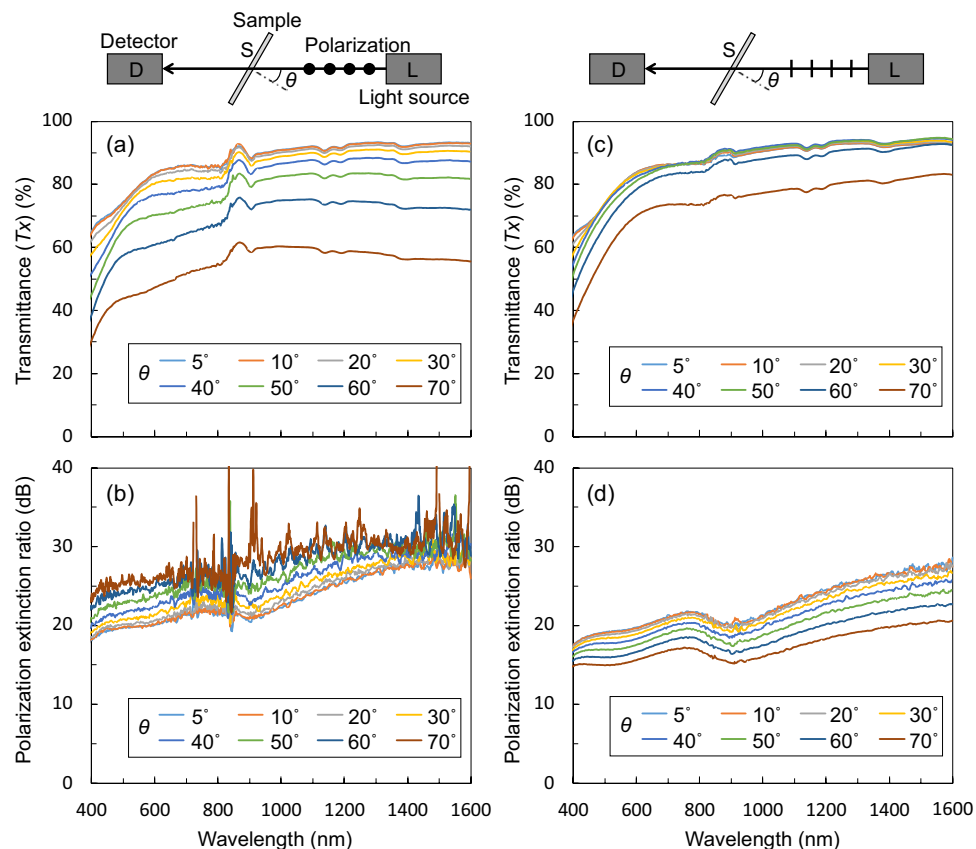 Sample
Detector
S
Polarization
D
θ
L
Light source
D
S
θ
L
(a)
Transmittance (Tx) (%)
100
80
60
40
20
0
θ
5° 10° 20° 30°
40° 50° 60° 70°
(c)
Transmittance (Tx) (%)
100
80
60
40
20
0
θ
5° 10° 20° 30°
40° 50° 60° 70°
(b)
Polarization extinction ratio (dB)
40
30
20
10
0
θ
5° 10° 20° 30°
40° 50° 60° 70°
400 600 800 1000 1200 1400 1600
Wavelength (nm)
(d)
Polarization extinction ratio (dB)
40
30
20
10
0
θ
5° 10° 20° 30°
40° 50° 60° 70°
400 600 800 1000 1200 1400 1600
Wavelength (nm)